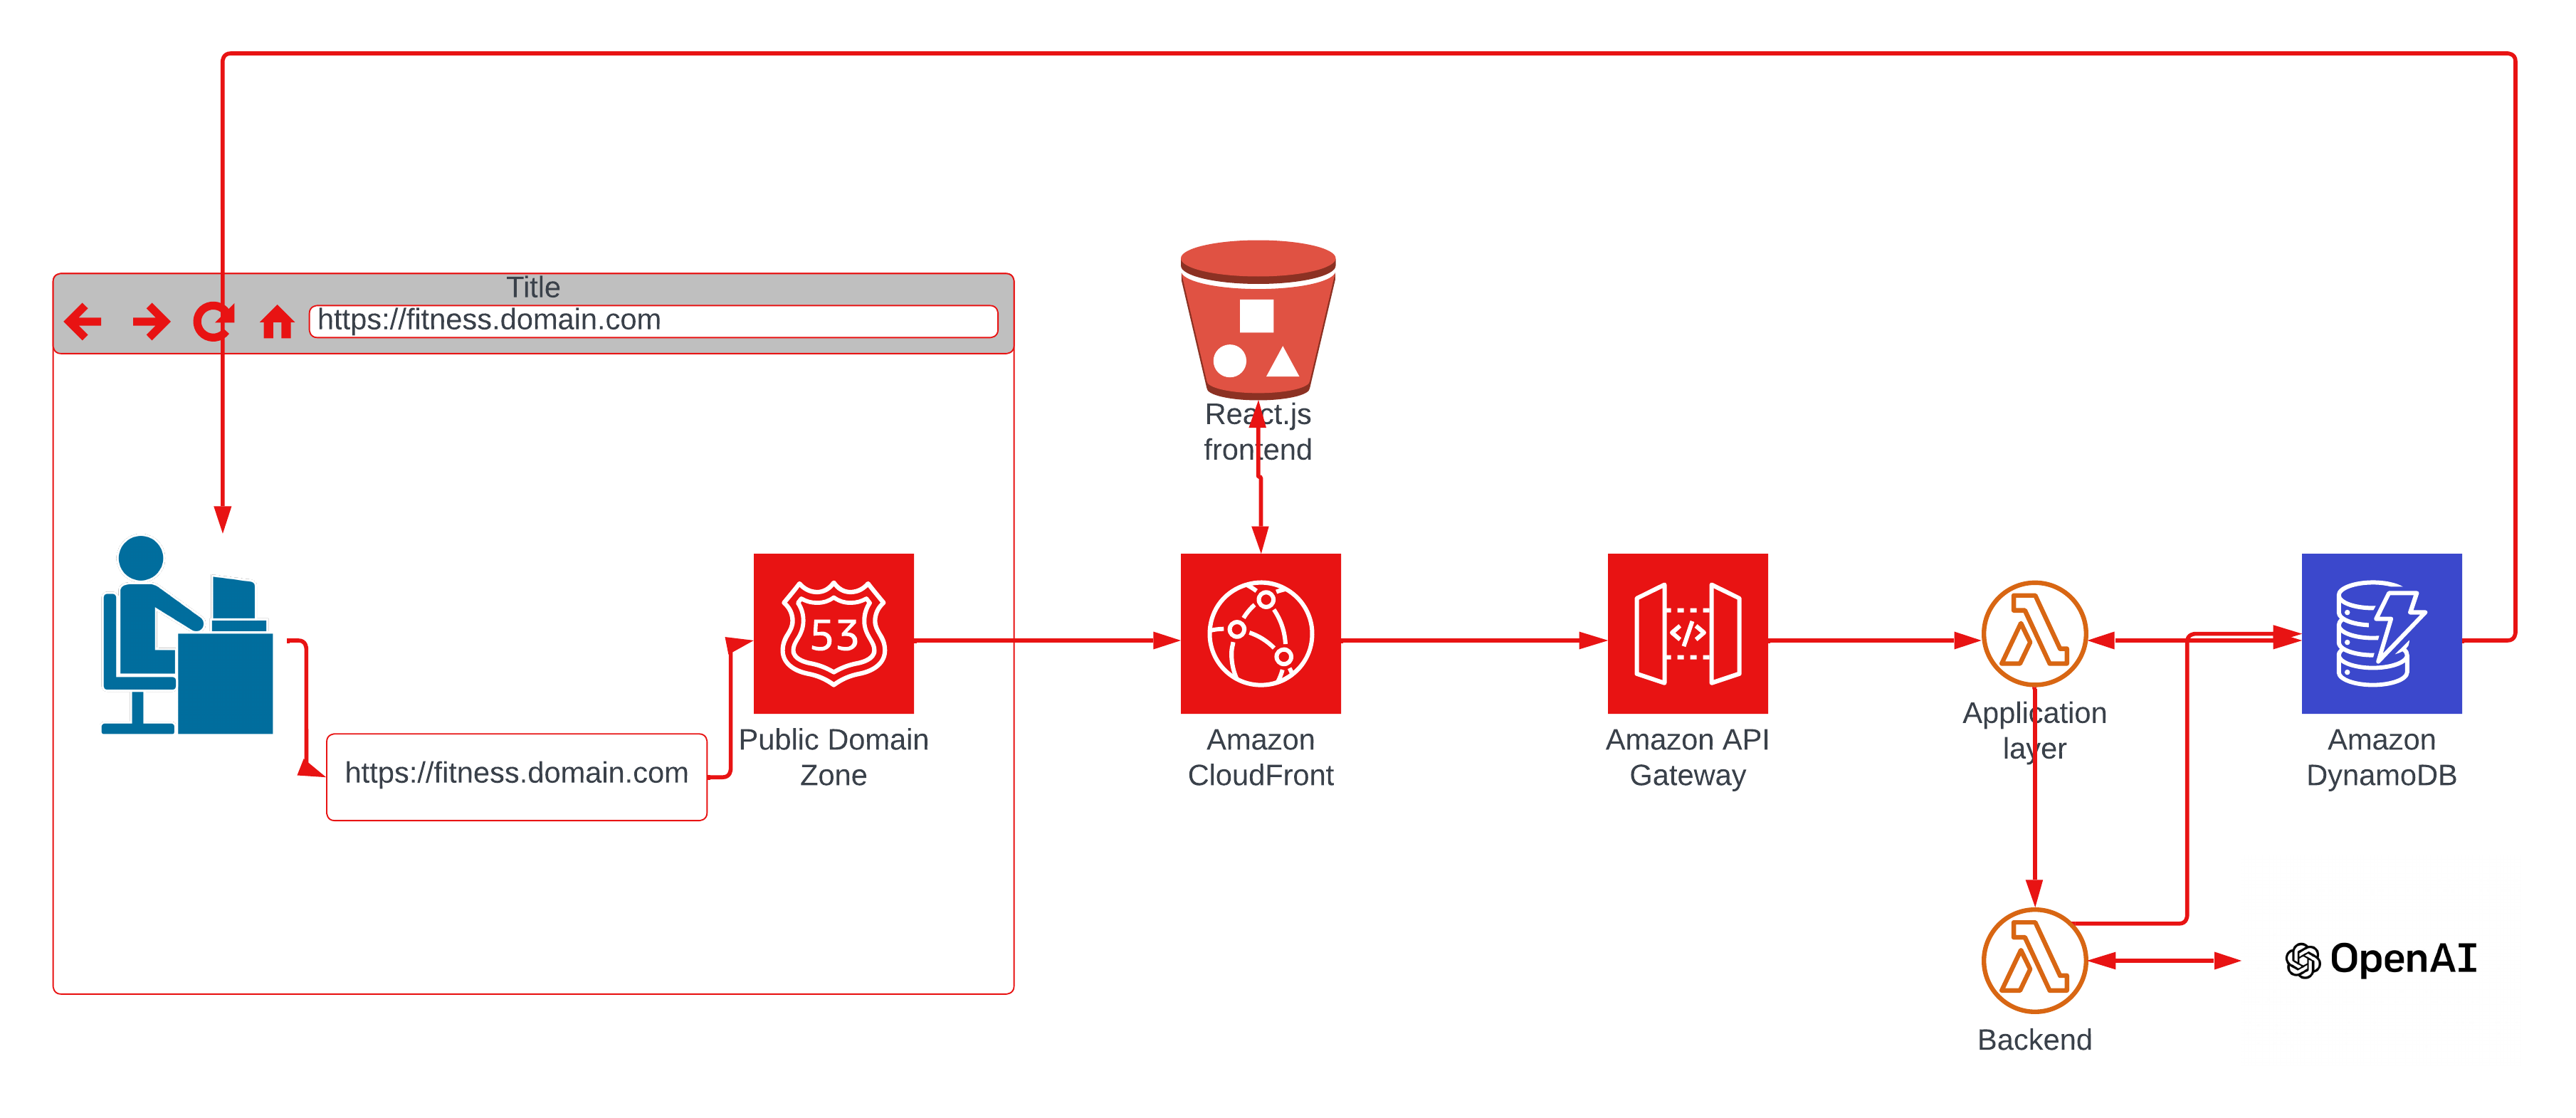 Title
https://fitness.domain.com
React.js
frontend
53
https://fitness.domain.com
Public Domain
Zone
Amazon
CloudFront
</>
Amazon API
Gateway
Application
layer
Amazon
DynamoDB
OpenAI
Backend